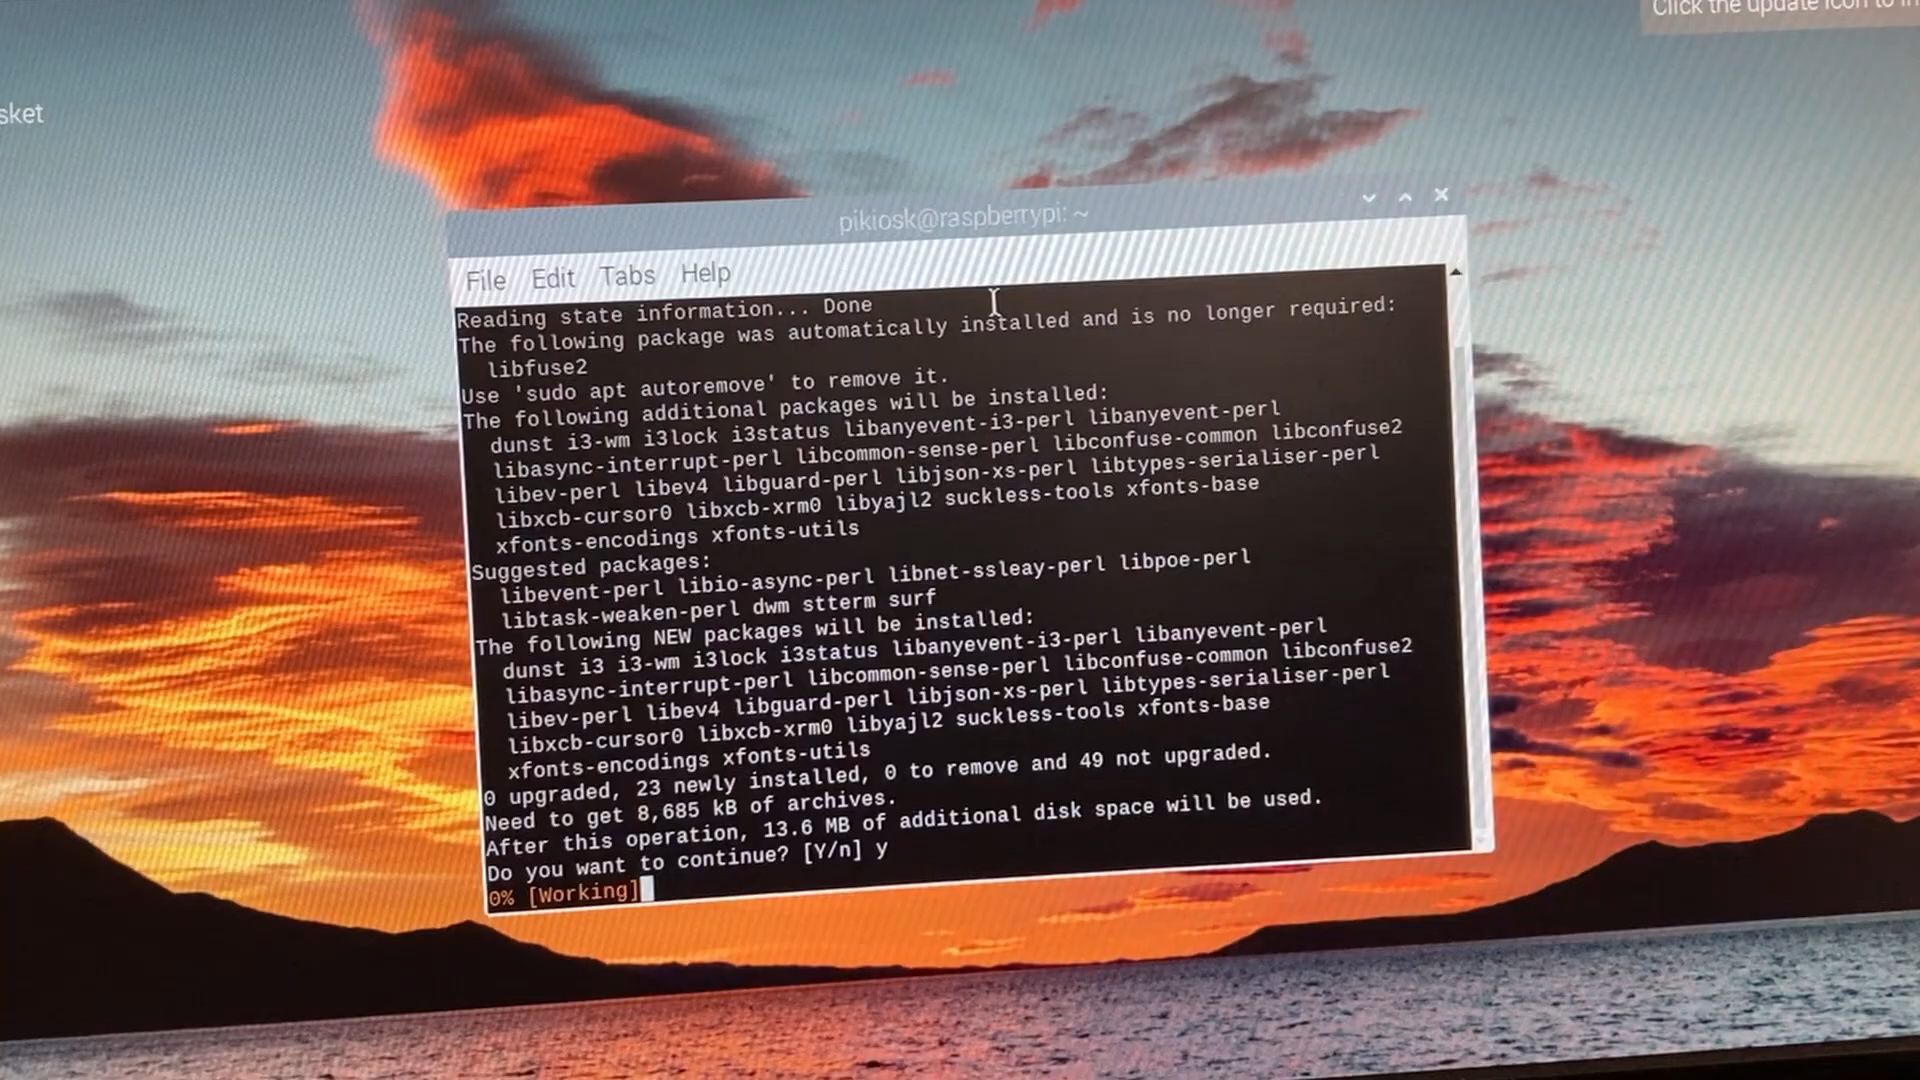 Click the update icon to in
sket
pikiosk@raspberrypi: ~
File Edit Tabs Help
Reading state information... Done
The following package was automatically installed and is no longer required:
libfuse2
Use 'sudo apt autoremove' to remove it.
The following additional packages will be installed:
dunst i3-wm i3lock i3status libanyevent-i3-perl libanyevent-perl
libasync-interrupt-perl libcommon-sense-perl libconfuse-common libconfuse2
libev-perl libev4 libguard-perl libjson-xs-perl libtypes-serialiser-perl
libxcb-cursor0 libxcb-xrm0 libyajl2 suckless-tools xfonts-base
xfonts-encodings xfonts-utils
Suggested packages:
libevent-perl libio-async-perl libnet-ssleay-perl libpoe-perl
libtask-weaken-perl dwm stterm surf
The following NEW packages will be installed:
dunst i3 i3-wm i3lock i3status libanyevent-i3-perl libanyevent-perl
libasync-interrupt-perl libcommon-sense-perl libconfuse-common libconfuse2
libev-perl libev4 libguard-perl libjson-xs-perl libtypes-serialiser-perl
libxcb-cursor0 libxcb-xrm0 libyajl2 suckless-tools xfonts-base
xfonts-encodings xfonts-utils
0 upgraded, 23 newly installed, 0 to remove and 49 not upgraded.
Need to get 8,685 kB of archives.
After this operation, 13.6 MB of additional disk space will be used.
Do you want to continue? [Y/n] y
0% [Working]